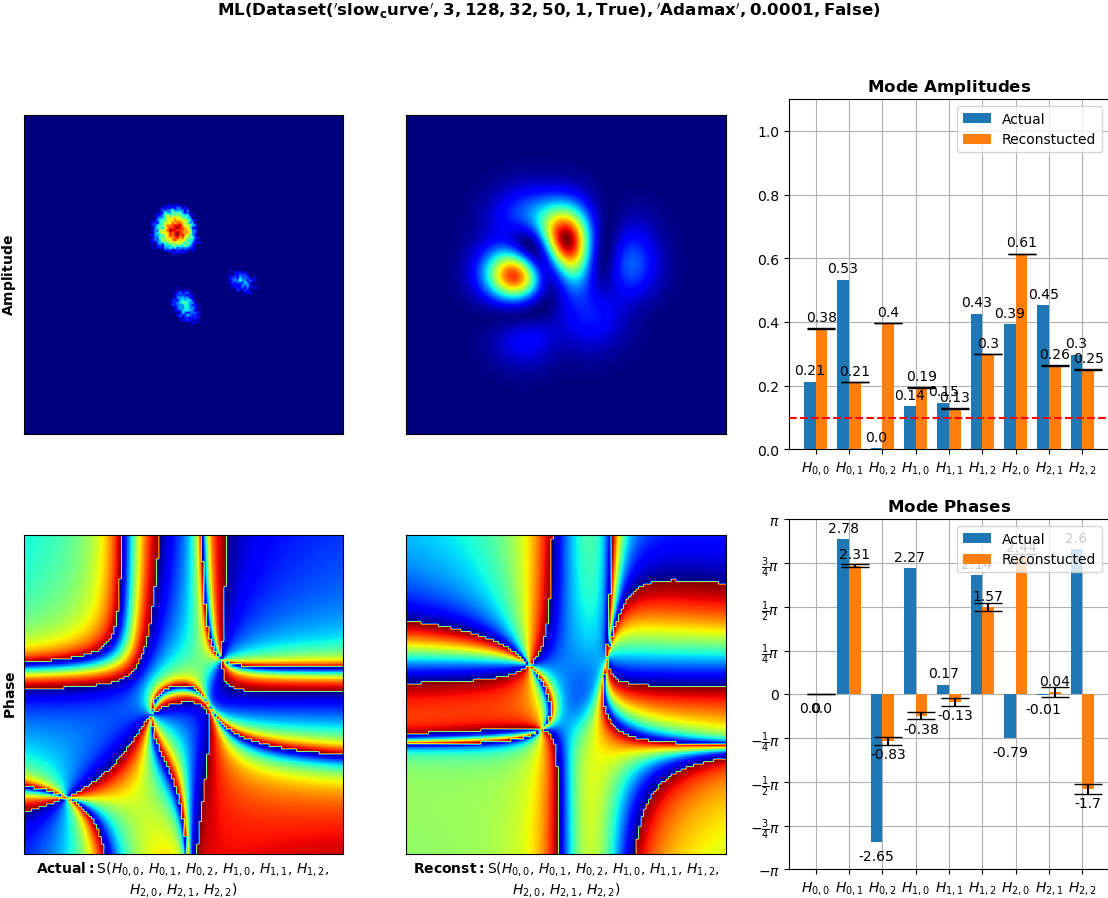 ML(Dataset('slow_curve', 3, 128, 32, 50, 1, True), 'Adamax', 0.0001, False)
Mode Amplitudes
Actual
Reconstucted
1.0
0.8
0.6
0.4
0.2
0.0
0.21 0.53 0.0 0.14 0.15 0.43 0.39 0.45 0.3
0.38 0.21 0.4 0.19 0.13 0.3 0.61 0.26 0.25
H0,0 H0,1 H0,2 H1,0 H1,1 H1,2 H2,0 H2,1 H2,2
Amplitude
Mode Phases
Actual
Reconstucted
π
3/4π
1/2π
1/4π
0
−1/4π
−1/2π
−3/4π
−π
0.0 2.78 -2.65 2.27 0.17 2.14 -0.79 -0.01 2.6
0.0 2.31 -0.83 -0.38 -0.13 1.57 2.44 0.04 -1.7
H0,0 H0,1 H0,2 H1,0 H1,1 H1,2 H2,0 H2,1 H2,2
Phase
Actual: S(H0,0, H0,1, H0,2, H1,0, H1,1, H1,2,
H2,0, H2,1, H2,2)
Reconst: S(H0,0, H0,1, H0,2, H1,0, H1,1, H1,2,
H2,0, H2,1, H2,2)